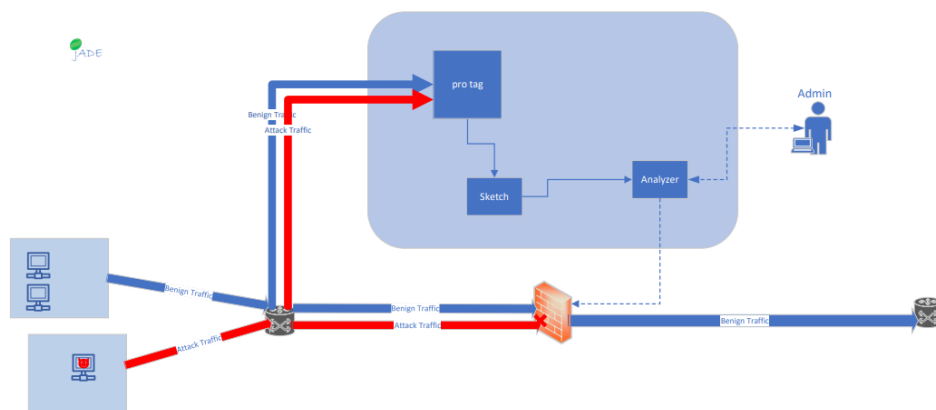 JADE
pro tag
Admin
Benign Traffic
Attack Traffic
Analyzer
Sketch
Benign Traffic
Benign Traffic
Attack Traffic
Benign Traffic
Attack Traffic